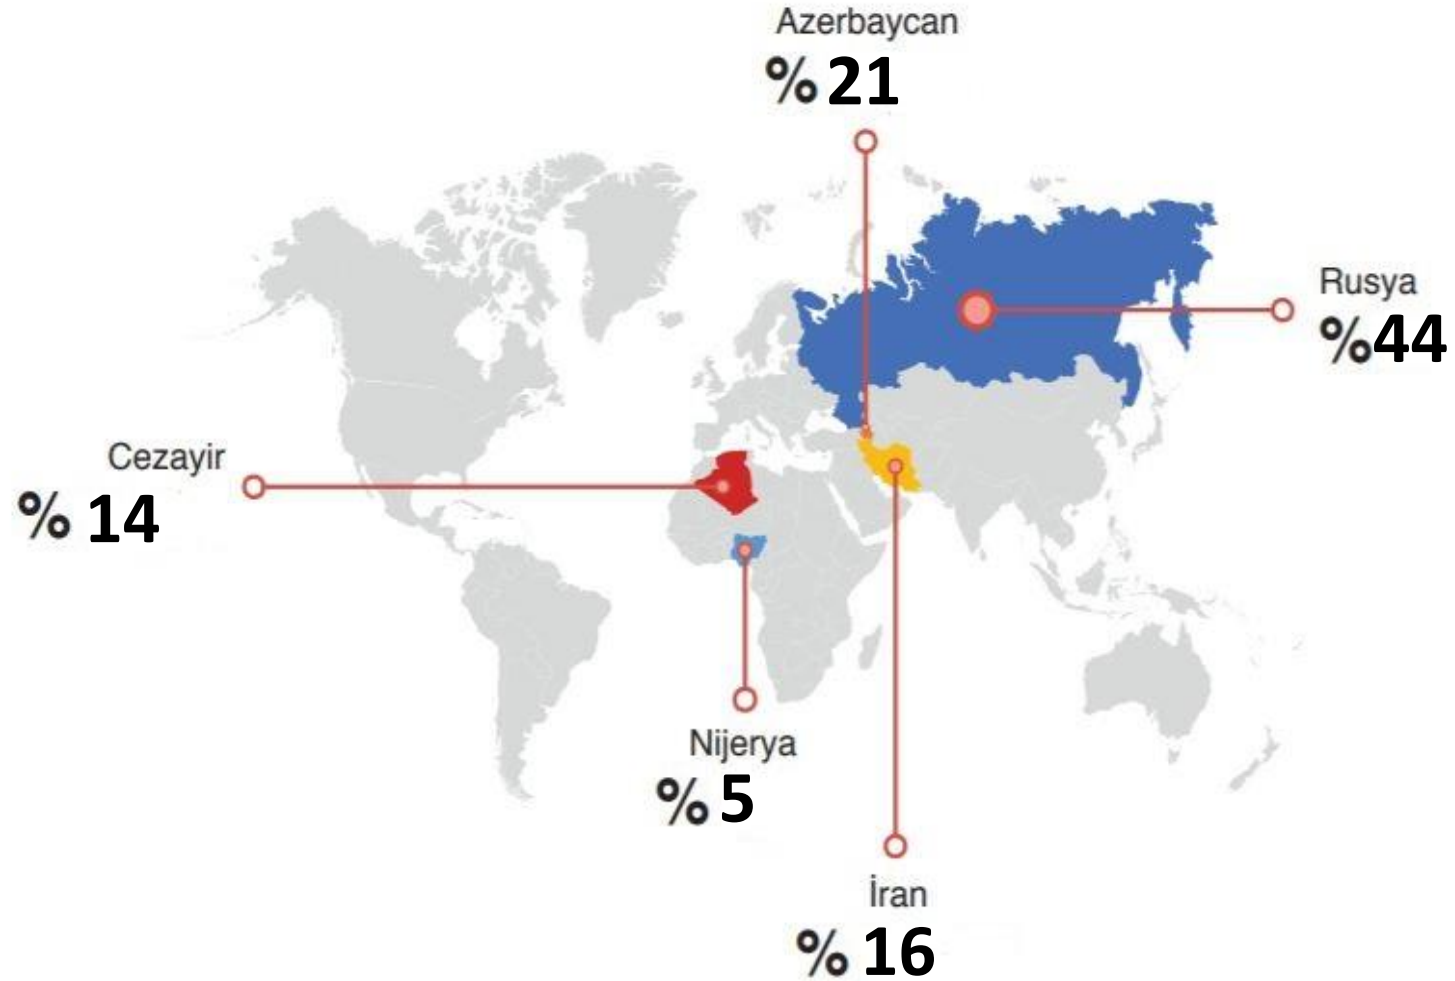 Azerbaycan
% 21
Rusya
%44
Cezayir
% 14
Nijerya
% 5
İran
% 16